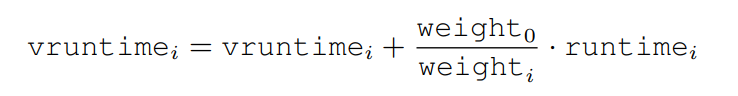 vruntimeᵢ = vruntimeᵢ + weight₀/weightᵢ · runtimeᵢ